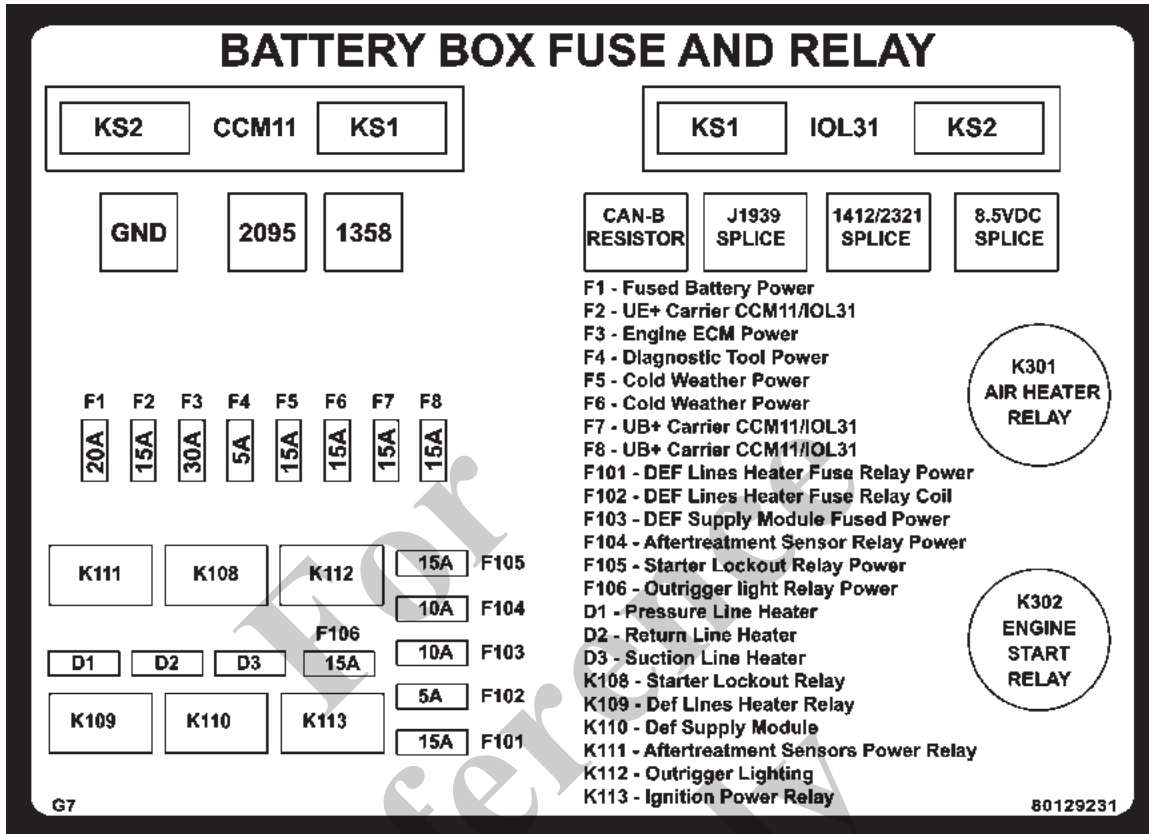 BATTERY BOX FUSE AND RELAY
KS2 CCM11 KS1
KS1 IOL31 KS2
GND 2095 1358
CAN-B RESISTOR
J1939 SPLICE
1412/2321 SPLICE
8.5VDC SPLICE
F1 F2 F3 F4 F5 F6 F7 F8
20A 15A 30A 5A 15A 15A 15A 15A
K111 K108 K112
15A F105
10A F104
F106
D1 D2 D3 15A
10A F103
5A F102
K109 K110 K113
15A F101
G7
F1 - Fused Battery Power
F2 - UE+ Carrier CCM11/IOL31
F3 - Engine ECM Power
F4 - Diagnostic Tool Power
F5 - Cold Weather Power
F6 - Cold Weather Power
F7 - UB+ Carrier CCM11/IOL31
F8 - UB+ Carrier CCM11/IOL31
F101 - DEF Lines Heater Fuse Relay Power
F102 - DEF Lines Heater Fuse Relay Coil
F103 - DEF Supply Module Fused Power
F104 - Aftertreatment Sensor Relay Power
F105 - Starter Lockout Relay Power
F106 - Outrigger light Relay Power
D1 - Pressure Line Heater
D2 - Return Line Heater
D3 - Suction Line Heater
K108 - Starter Lockout Relay
K109 - Def Lines Heater Relay
K110 - Def Supply Module
K111 - Aftertreatment Sensors Power Relay
K112 - Outrigger Lighting
K113 - Ignition Power Relay
K301
AIR HEATER
RELAY
K302
ENGINE
START
RELAY
80129231
For